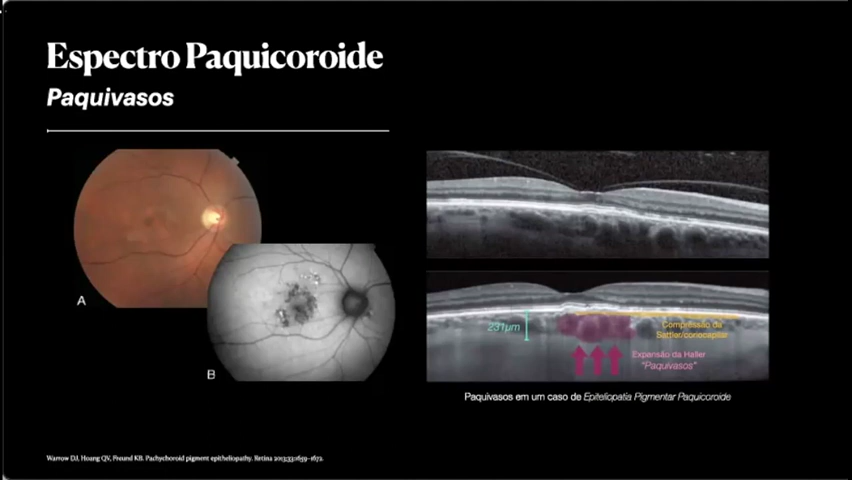 Espectro Paquicoroide
Paquivasos
A
B
231µm
Compressão da
Sattler/coriocapilar
Expansão da Haller
"Paquivasos"
Paquivasos em um caso de Epiteliopatia Pigmentar Paquicoroide
Warrow DJ, Hoang QV, Freund KB. Pachychoroid pigment epitheliopathy. Retina 2013;33:1659–1672.